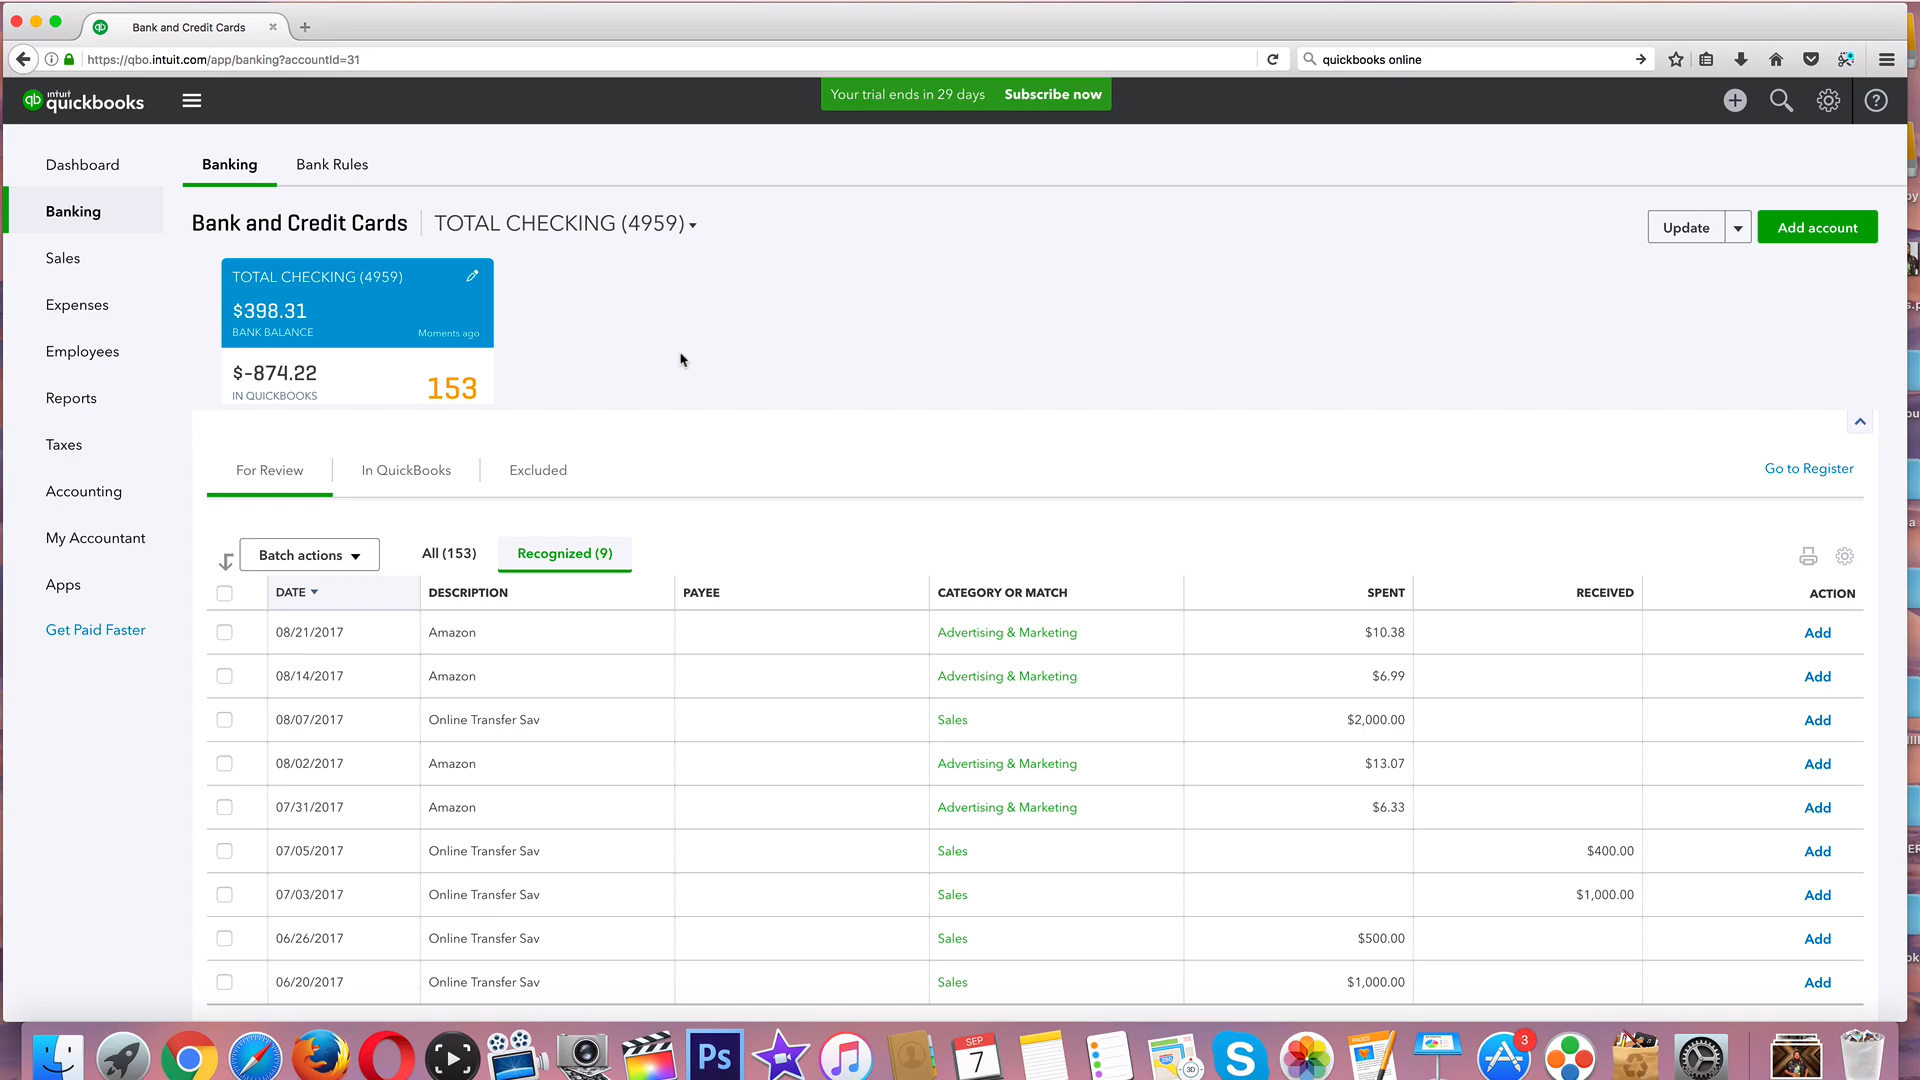 Bank and Credit Cards
https://qbo.intuit.com/app/banking?accountId=31
quickbooks online
intuit quickbooks
Your trial ends in 29 days Subscribe now
Dashboard
Banking
Sales
Expenses
Employees
Reports
Taxes
Accounting
My Accountant
Apps
Get Paid Faster
Banking Bank Rules
Bank and Credit Cards TOTAL CHECKING (4959)
Update Add account
TOTAL CHECKING (4959)
$398.31
BANK BALANCE Moments ago
$-874.22 153
IN QUICKBOOKS
For Review In QuickBooks Excluded Go to Register
Batch actions All (153) Recognized (9)
DATE DESCRIPTION PAYEE CATEGORY OR MATCH SPENT RECEIVED ACTION
08/21/2017 Amazon Advertising & Marketing $10.38 Add
08/14/2017 Amazon Advertising & Marketing $6.99 Add
08/07/2017 Online Transfer Sav Sales $2,000.00 Add
08/02/2017 Amazon Advertising & Marketing $13.07 Add
07/31/2017 Amazon Advertising & Marketing $6.33 Add
07/05/2017 Online Transfer Sav Sales $400.00 Add
07/03/2017 Online Transfer Sav Sales $1,000.00 Add
06/26/2017 Online Transfer Sav Sales $500.00 Add
06/20/2017 Online Transfer Sav Sales $1,000.00 Add
Ps
SEP
7
PAGES
3D
3